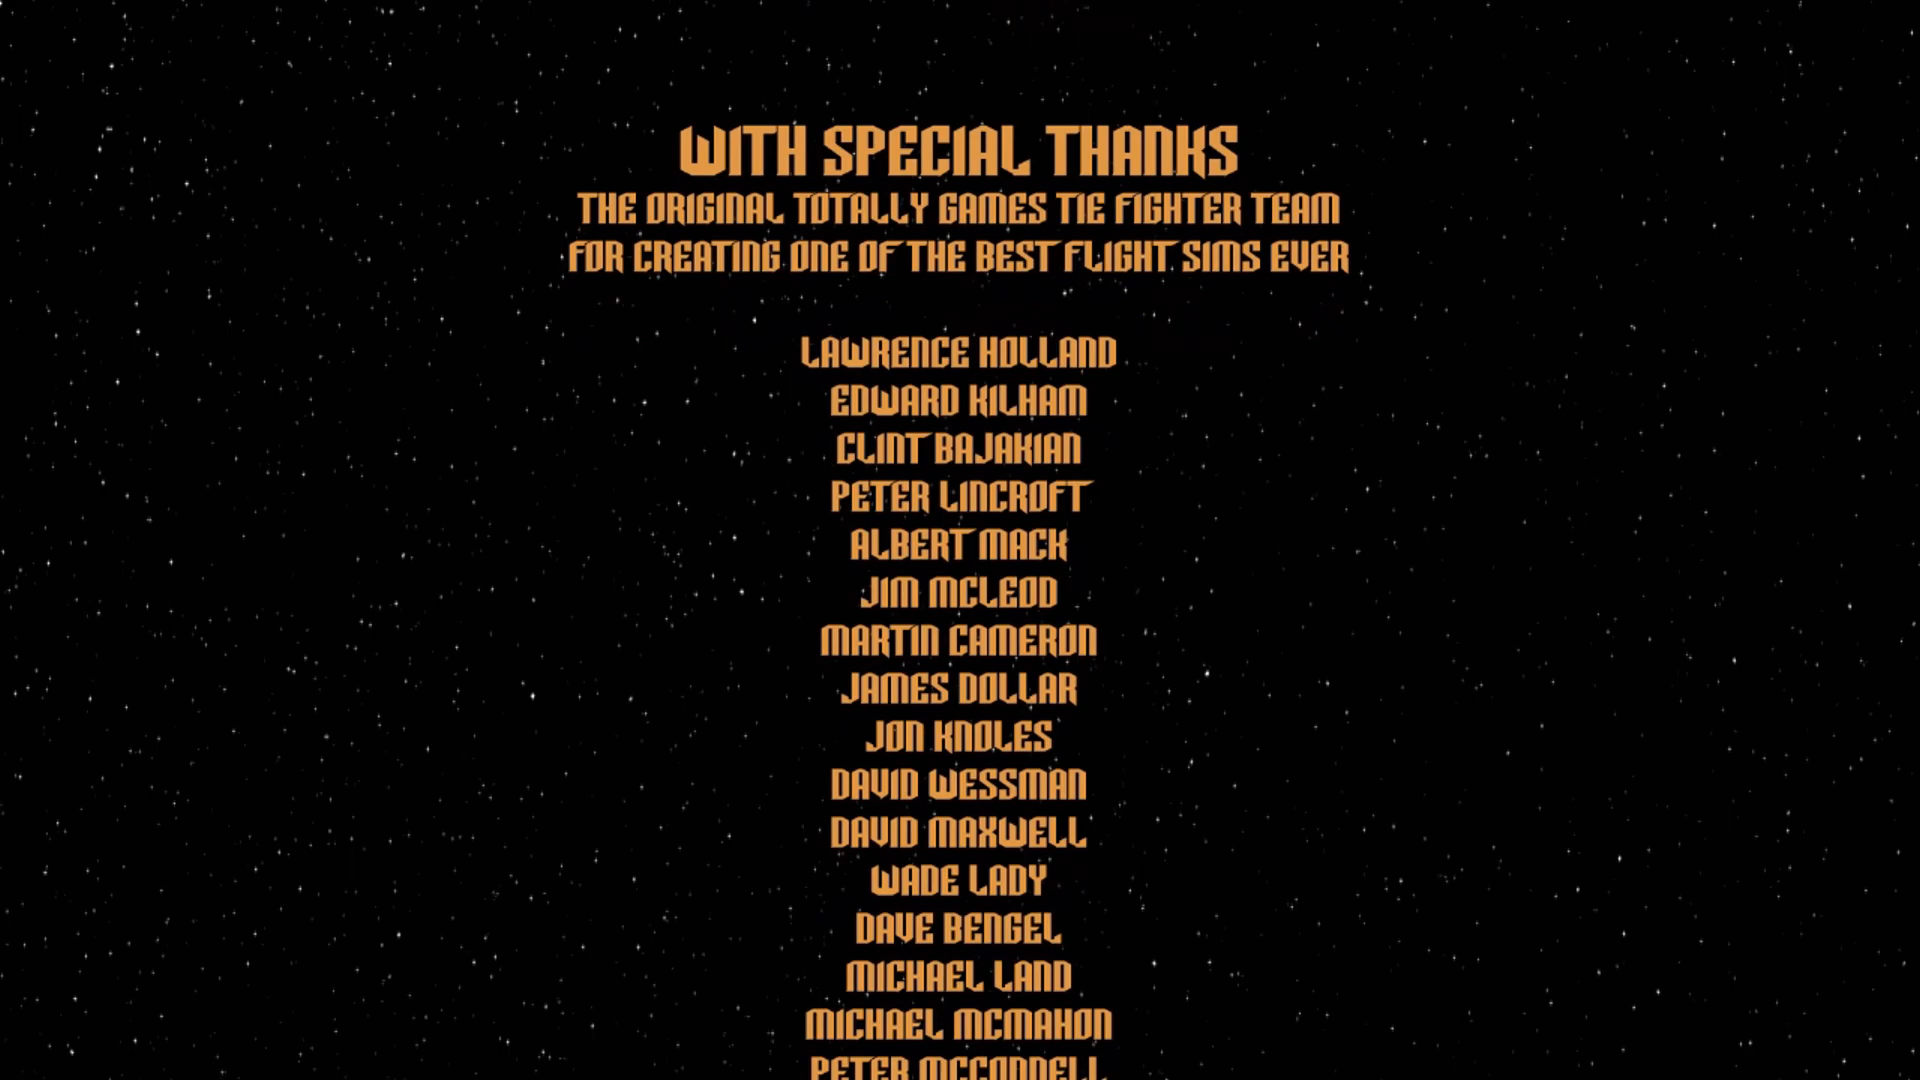 WITH SPECIAL THANKS
THE ORIGINAL TOTALLY GAMES TIE FIGHTER TEAM
FOR CREATING ONE OF THE BEST FLIGHT SIMS EVER
LAWRENCE HOLLAND
EDWARD KILHAM
CLINT BAJAKIAN
PETER LINCROFT
ALBERT MACK
JIM MCLEOD
MARTIN CAMERON
JAMES DOLLAR
JON KNOLES
DAVID WESSMAN
DAVID MAXWELL
WADE LADY
DAVE BENGEL
MICHAEL LAND
MICHAEL MCMAHON
PETER MCCONNELL